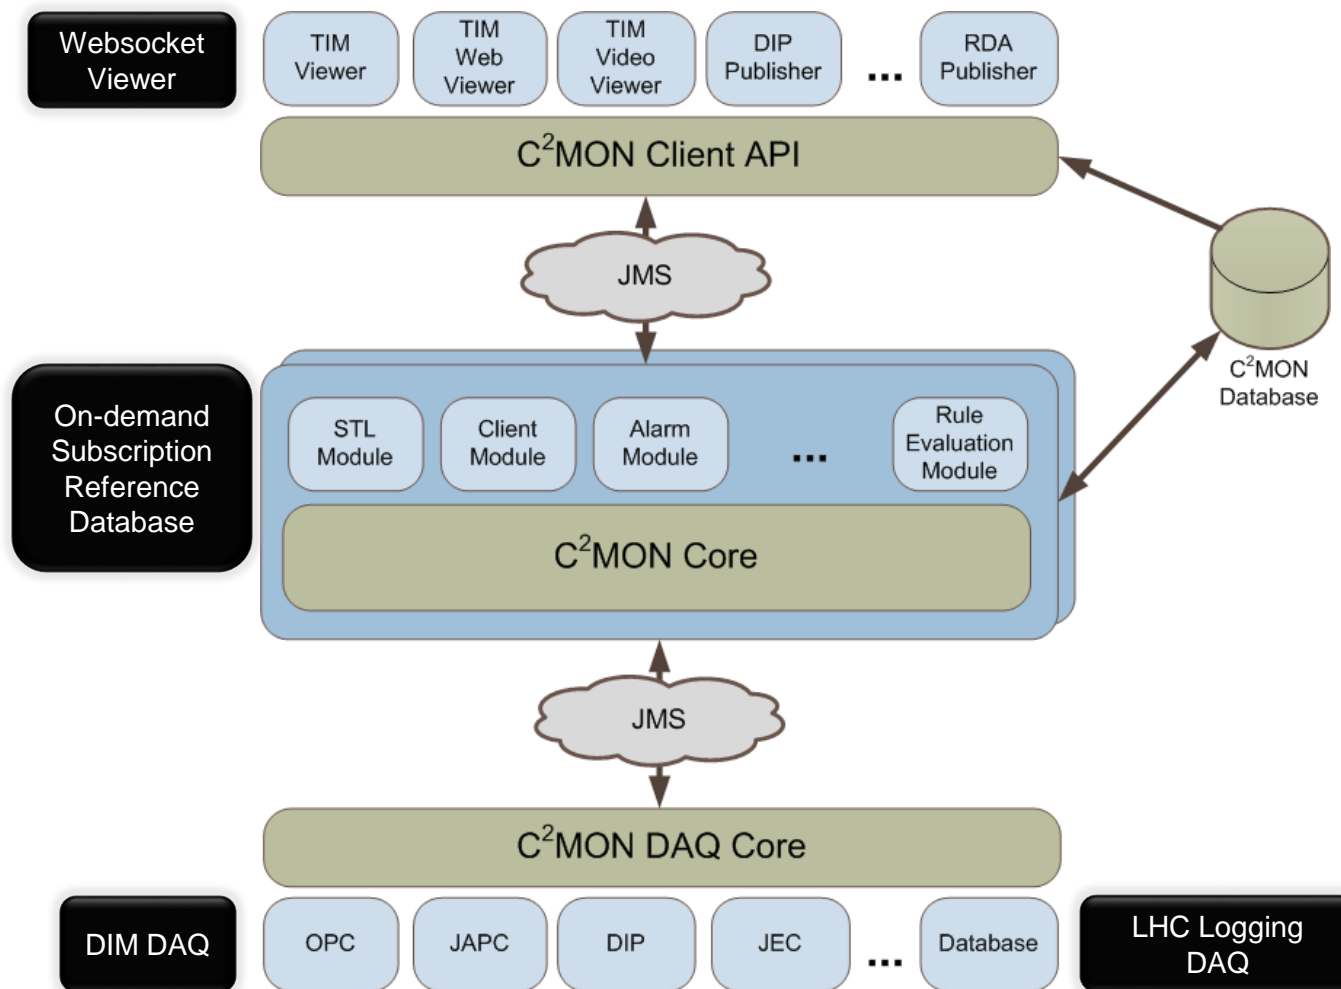 Websocket
Viewer
TIM
Viewer
TIM
Web
Viewer
TIM
Video
Viewer
DIP
Publisher
...
RDA
Publisher
C²MON Client API
JMS
C²MON
Database
On-demand
Subscription
Reference
Database
STL
Module
Client
Module
Alarm
Module
...
Rule
Evaluation
Module
C²MON Core
JMS
C²MON DAQ Core
DIM DAQ
OPC
JAPC
DIP
JEC
...
Database
LHC Logging
DAQ